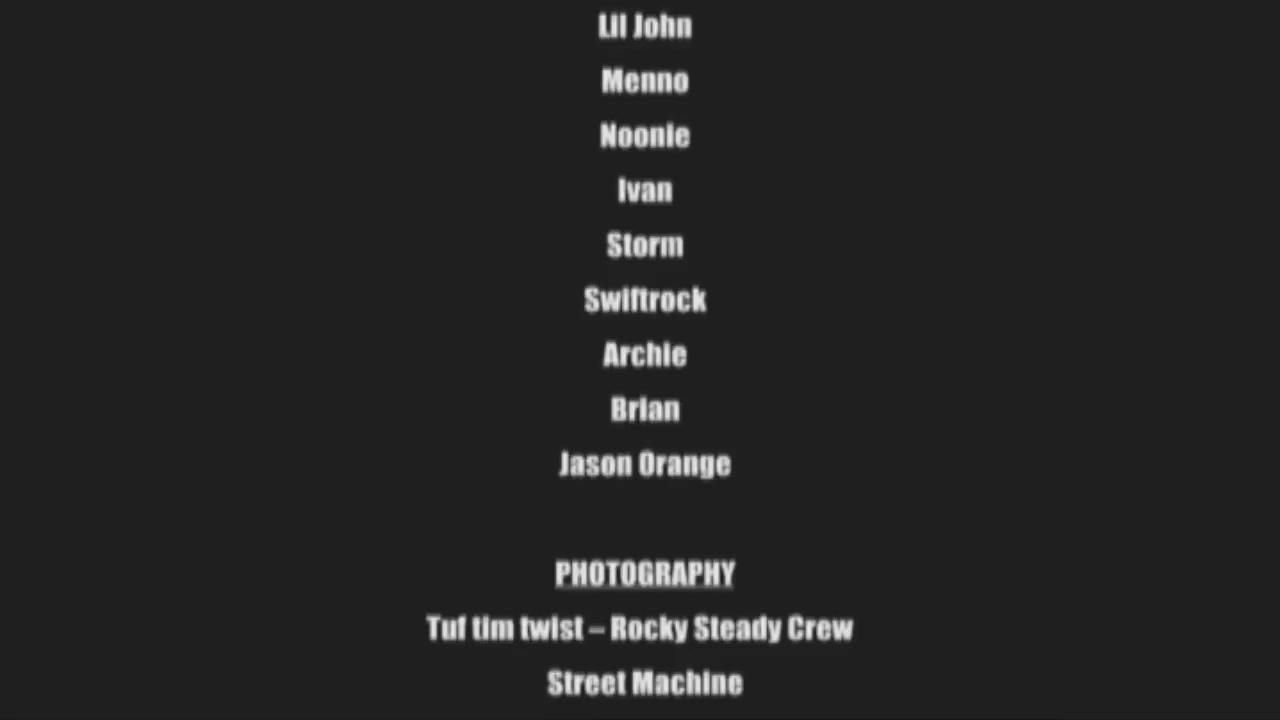 Lil John
Menno
Noonie
Ivan
Storm
Swiftrock
Archie
Brian
Jason Orange
PHOTOGRAPHY
Tuf tim twist – Rocky Steady Crew
Street Machine